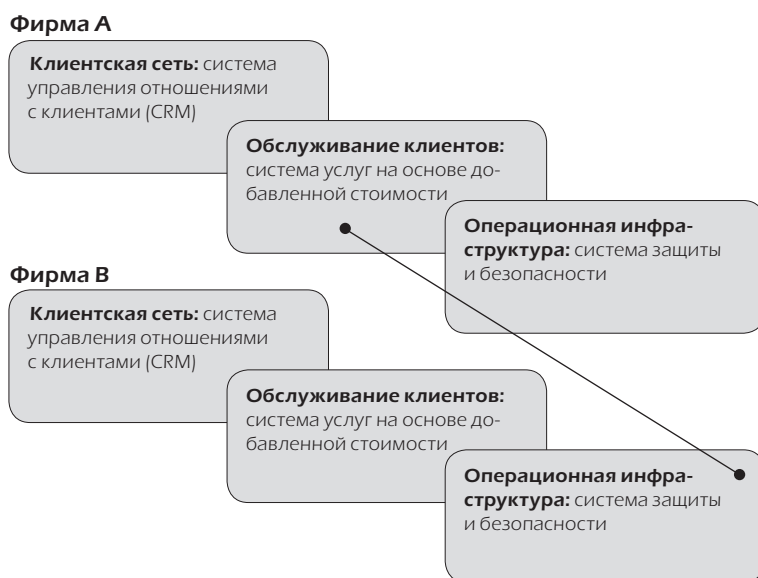 Фирма A
Клиентская сеть: система
управления отношениями
с клиентами (CRM)
Обслуживание клиентов:
система услуг на основе до-
бавленной стоимости
Операционная инфра-
структура: система защиты
и безопасности
Фирма B
Клиентская сеть: система
управления отношениями
с клиентами (CRM)
Обслуживание клиентов:
система услуг на основе до-
бавленной стоимости
Операционная инфра-
структура: система защиты
и безопасности